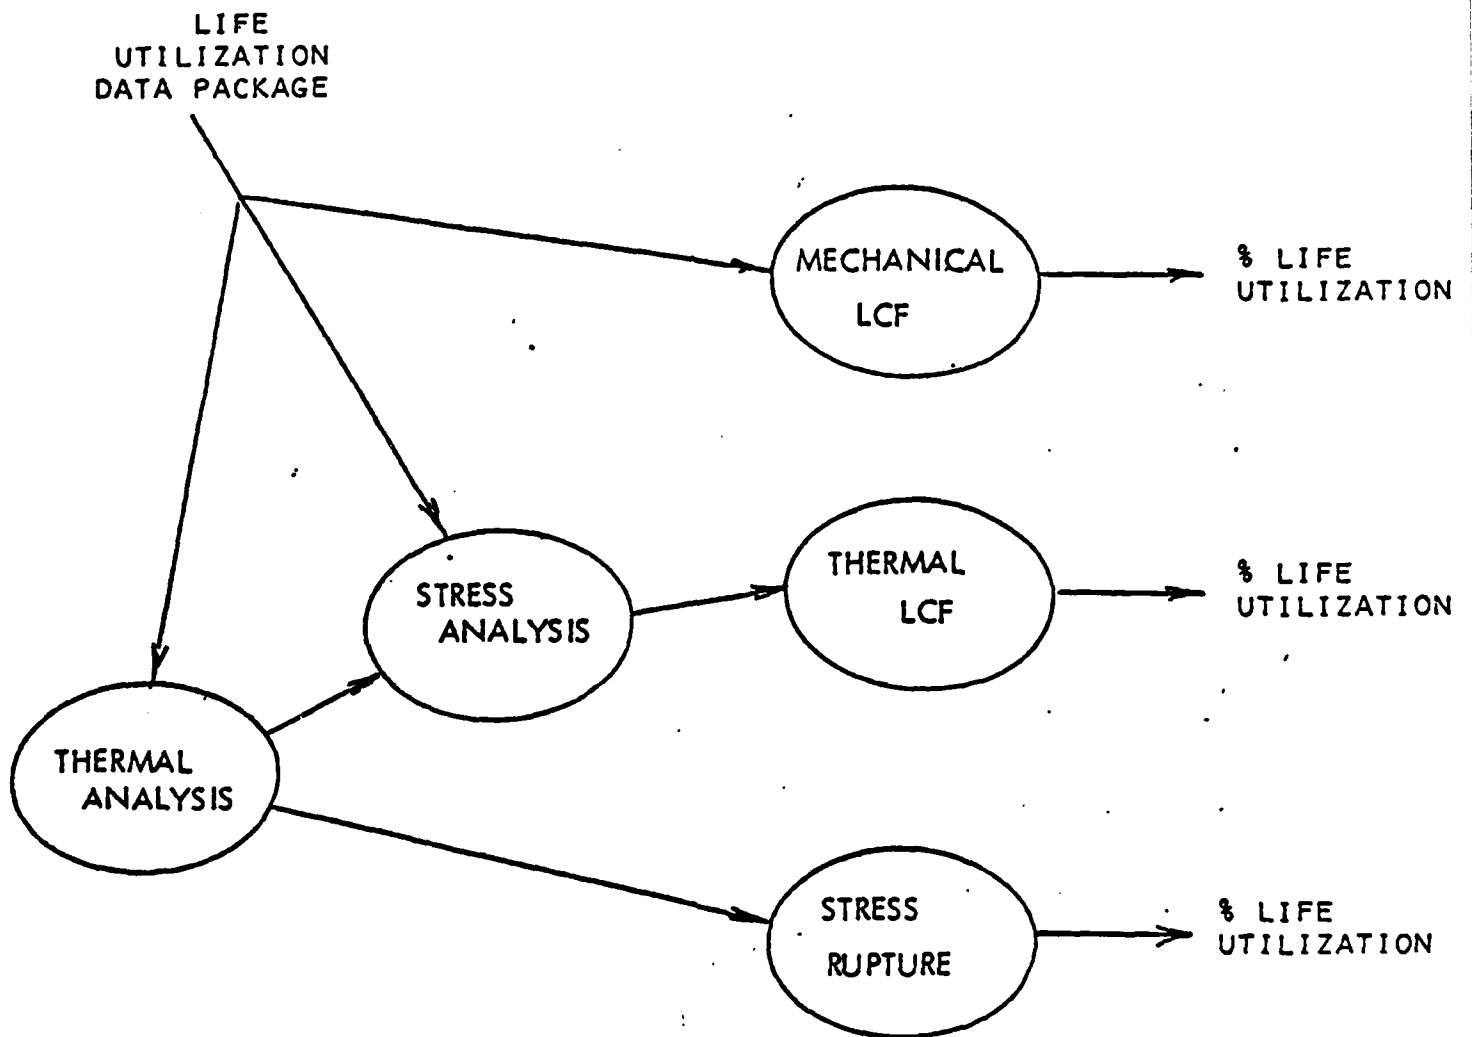 LIFE
UTILIZATION
DATA PACKAGE
MECHANICAL
LCF
% LIFE
UTILIZATION
STRESS
ANALYSIS
THERMAL
LCF
% LIFE
UTILIZATION
THERMAL
ANALYSIS
STRESS
RUPTURE
% LIFE
UTILIZATION